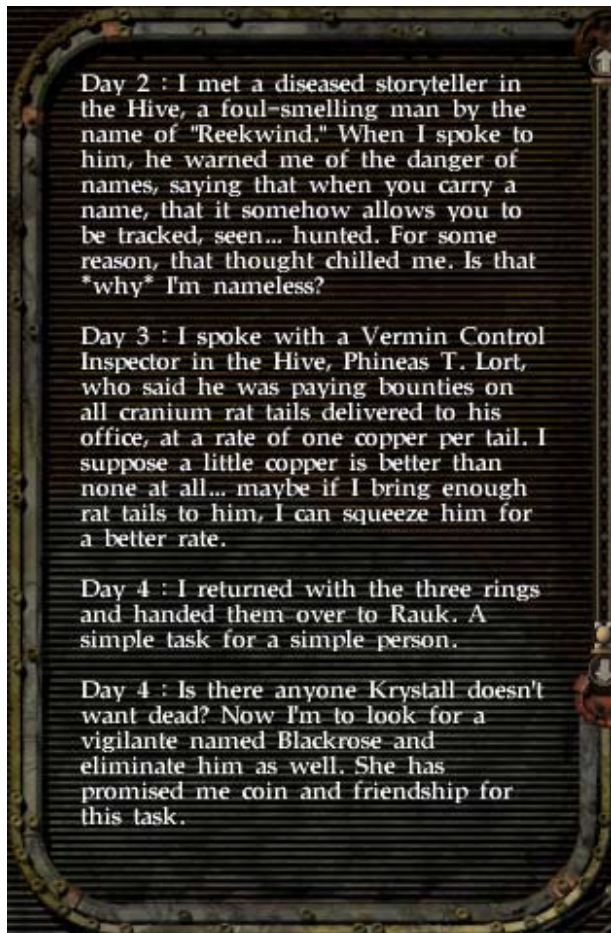 Day 2 : I met a diseased storyteller in
the Hive, a foul-smelling man by the
name of "Reekwind." When I spoke to
him, he warned me of the danger of
names, saying that when you carry a
name, that it somehow allows you to
be tracked, seen... hunted. For some
reason, that thought chilled me. Is that
*why* I'm nameless?
Day 3 : I spoke with a Vermin Control
Inspector in the Hive, Phineas T. Lort,
who said he was paying bounties on
all cranium rat tails delivered to his
office, at a rate of one copper per tail. I
suppose a little copper is better than
none at all... maybe if I bring enough
rat tails to him, I can squeeze him for
a better rate.
Day 4 : I returned with the three rings
and handed them over to Rauk. A
simple task for a simple person.
Day 4 : Is there anyone Krystall doesn't
want dead? Now I'm to look for a
vigilante named Blackrose and
eliminate him as well. She has
promised me coin and friendship for
this task.